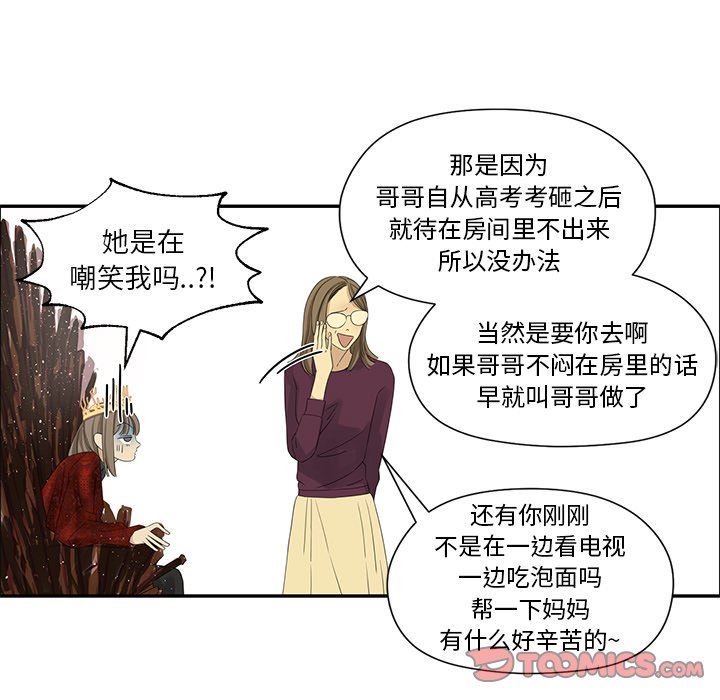 那是因为
哥哥自从高考考砸之后
就待在房间里不出来
所以没办法
她是在
嘲笑我吗..?!
当然是要你去啊
如果哥哥不闷在房里的话
早就叫哥哥做了
还有你刚刚
不是在一边看电视
一边吃泡面吗
帮一下妈妈
有什么好辛苦的~
TOOMICS.COM